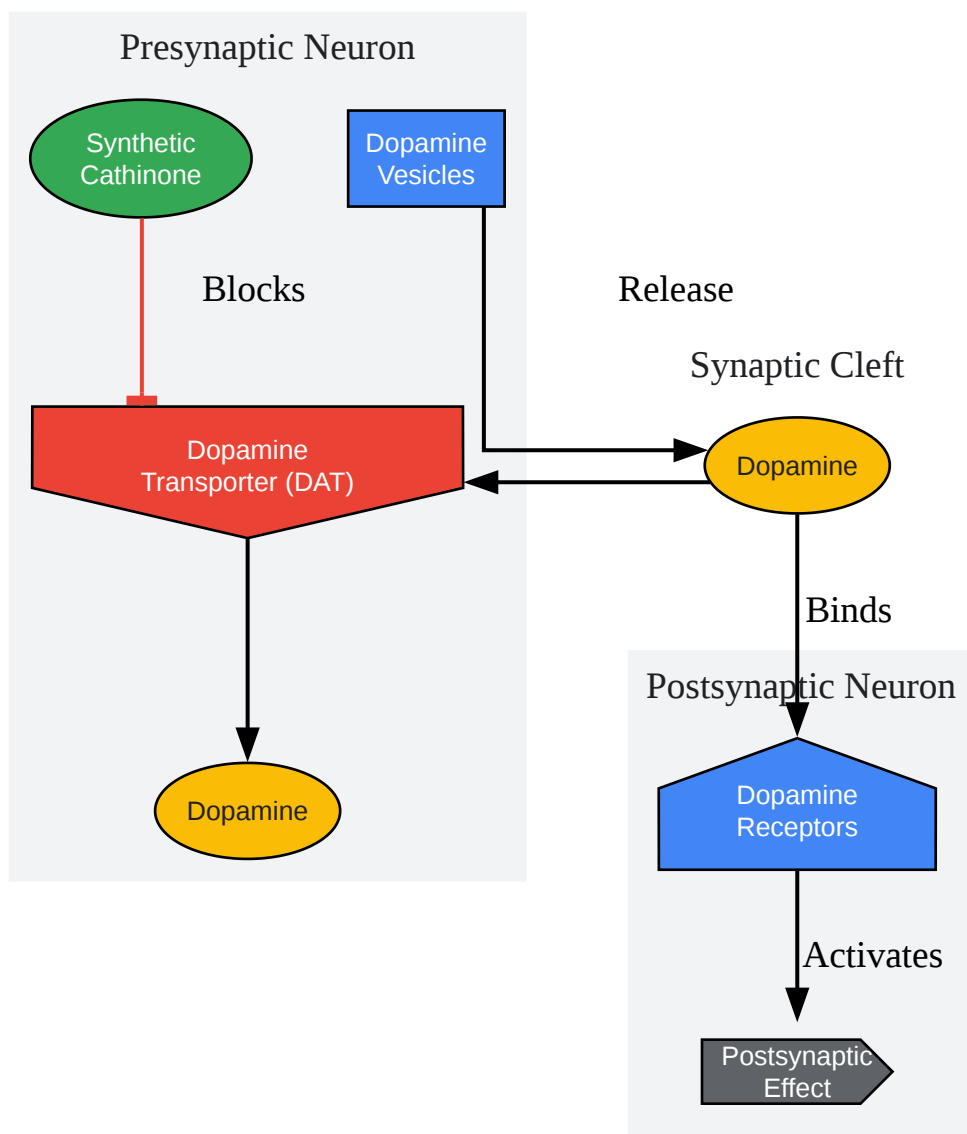 Presynaptic Neuron
Synthetic
Cathinone
Dopamine
Vesicles
Blocks
Release
Synaptic Cleft
Dopamine
Transporter (DAT)
Dopamine
Binds
Postsynaptic Neuron
Dopamine
Receptors
Dopamine
Activates
Postsynaptic
Effect